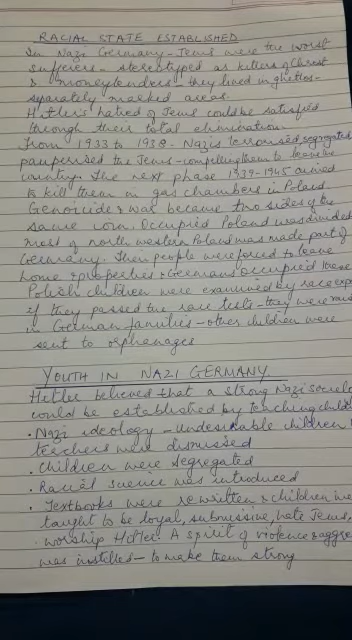 RACIAL STATE ESTABLISHED
In Nazi Germany - Jews were the worst
sufferers - stereotyped as killers of Christ
& moneylenders - they lived in ghettos -
separately marked areas.
Hitler's hatred of Jews could be satisfied
through their total elimination.
From 1933 to 1938 - Nazis terrorised, segregated
pauperised the Jews - compelling them to leave the
country. The next phase 1939-1945 aimed
to kill them in gas chambers in Poland.
Genocide & war became two sides of the
same coin. Occupied Poland was divided
most of north western Poland was made part of
Germany. Then people were forced to leave
home & properties & Germans occupied these
Polish children were examined by race exp
if they passed the race tests - they were rais
in German families - other children were
sent to orphanages
YOUTH IN NAZI GERMANY
Hitler believed that a strong Nazi society
could be established by teaching child
. Nazi ideology - undesirable children
teachers were dismissed
. Children were segregated
. Racial science was introduced
. Textbooks were rewritten & children we
taught to be loyal, submissive, hate Jews,
. worship Hitler. A spirit of violence & aggre
was instilled - to make them strong